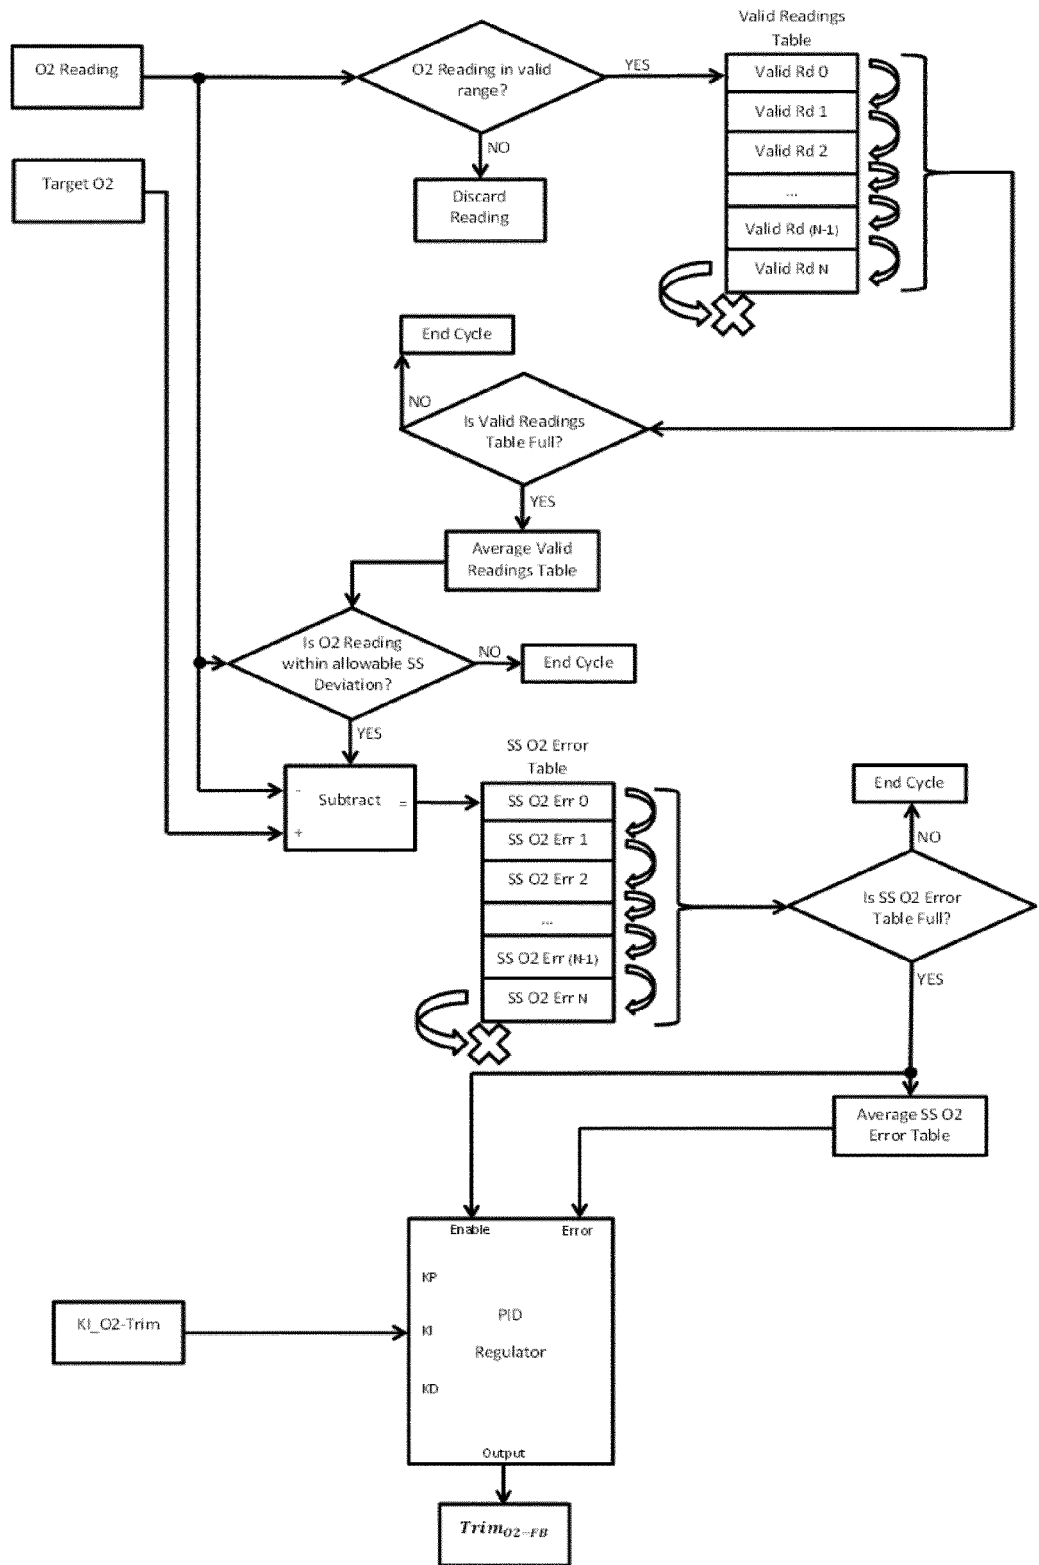 Valid Readings
Table
O2 Reading
O2 Reading in valid
range?
YES
Valid Rd 0
Valid Rd 1
Valid Rd 2
...
Valid Rd (N-1)
Valid Rd N
NO
Discard
Reading
Target O2
End Cycle
NO
Is Valid Readings
Table Full?
YES
Average Valid
Readings Table
Is O2 Reading
within allowable SS
Deviation?
NO
End Cycle
YES
Subtract
-
+
=
SS O2 Error
Table
SS O2 Err 0
SS O2 Err 1
SS O2 Err 2
...
SS O2 Err (N-1)
SS O2 Err N
End Cycle
NO
Is SS O2 Error
Table Full?
YES
Average SS O2
Error Table
Enable
Error
KP
KI
KD
PID
Regulator
Output
KI_O2-Trim
Trim O2-FB